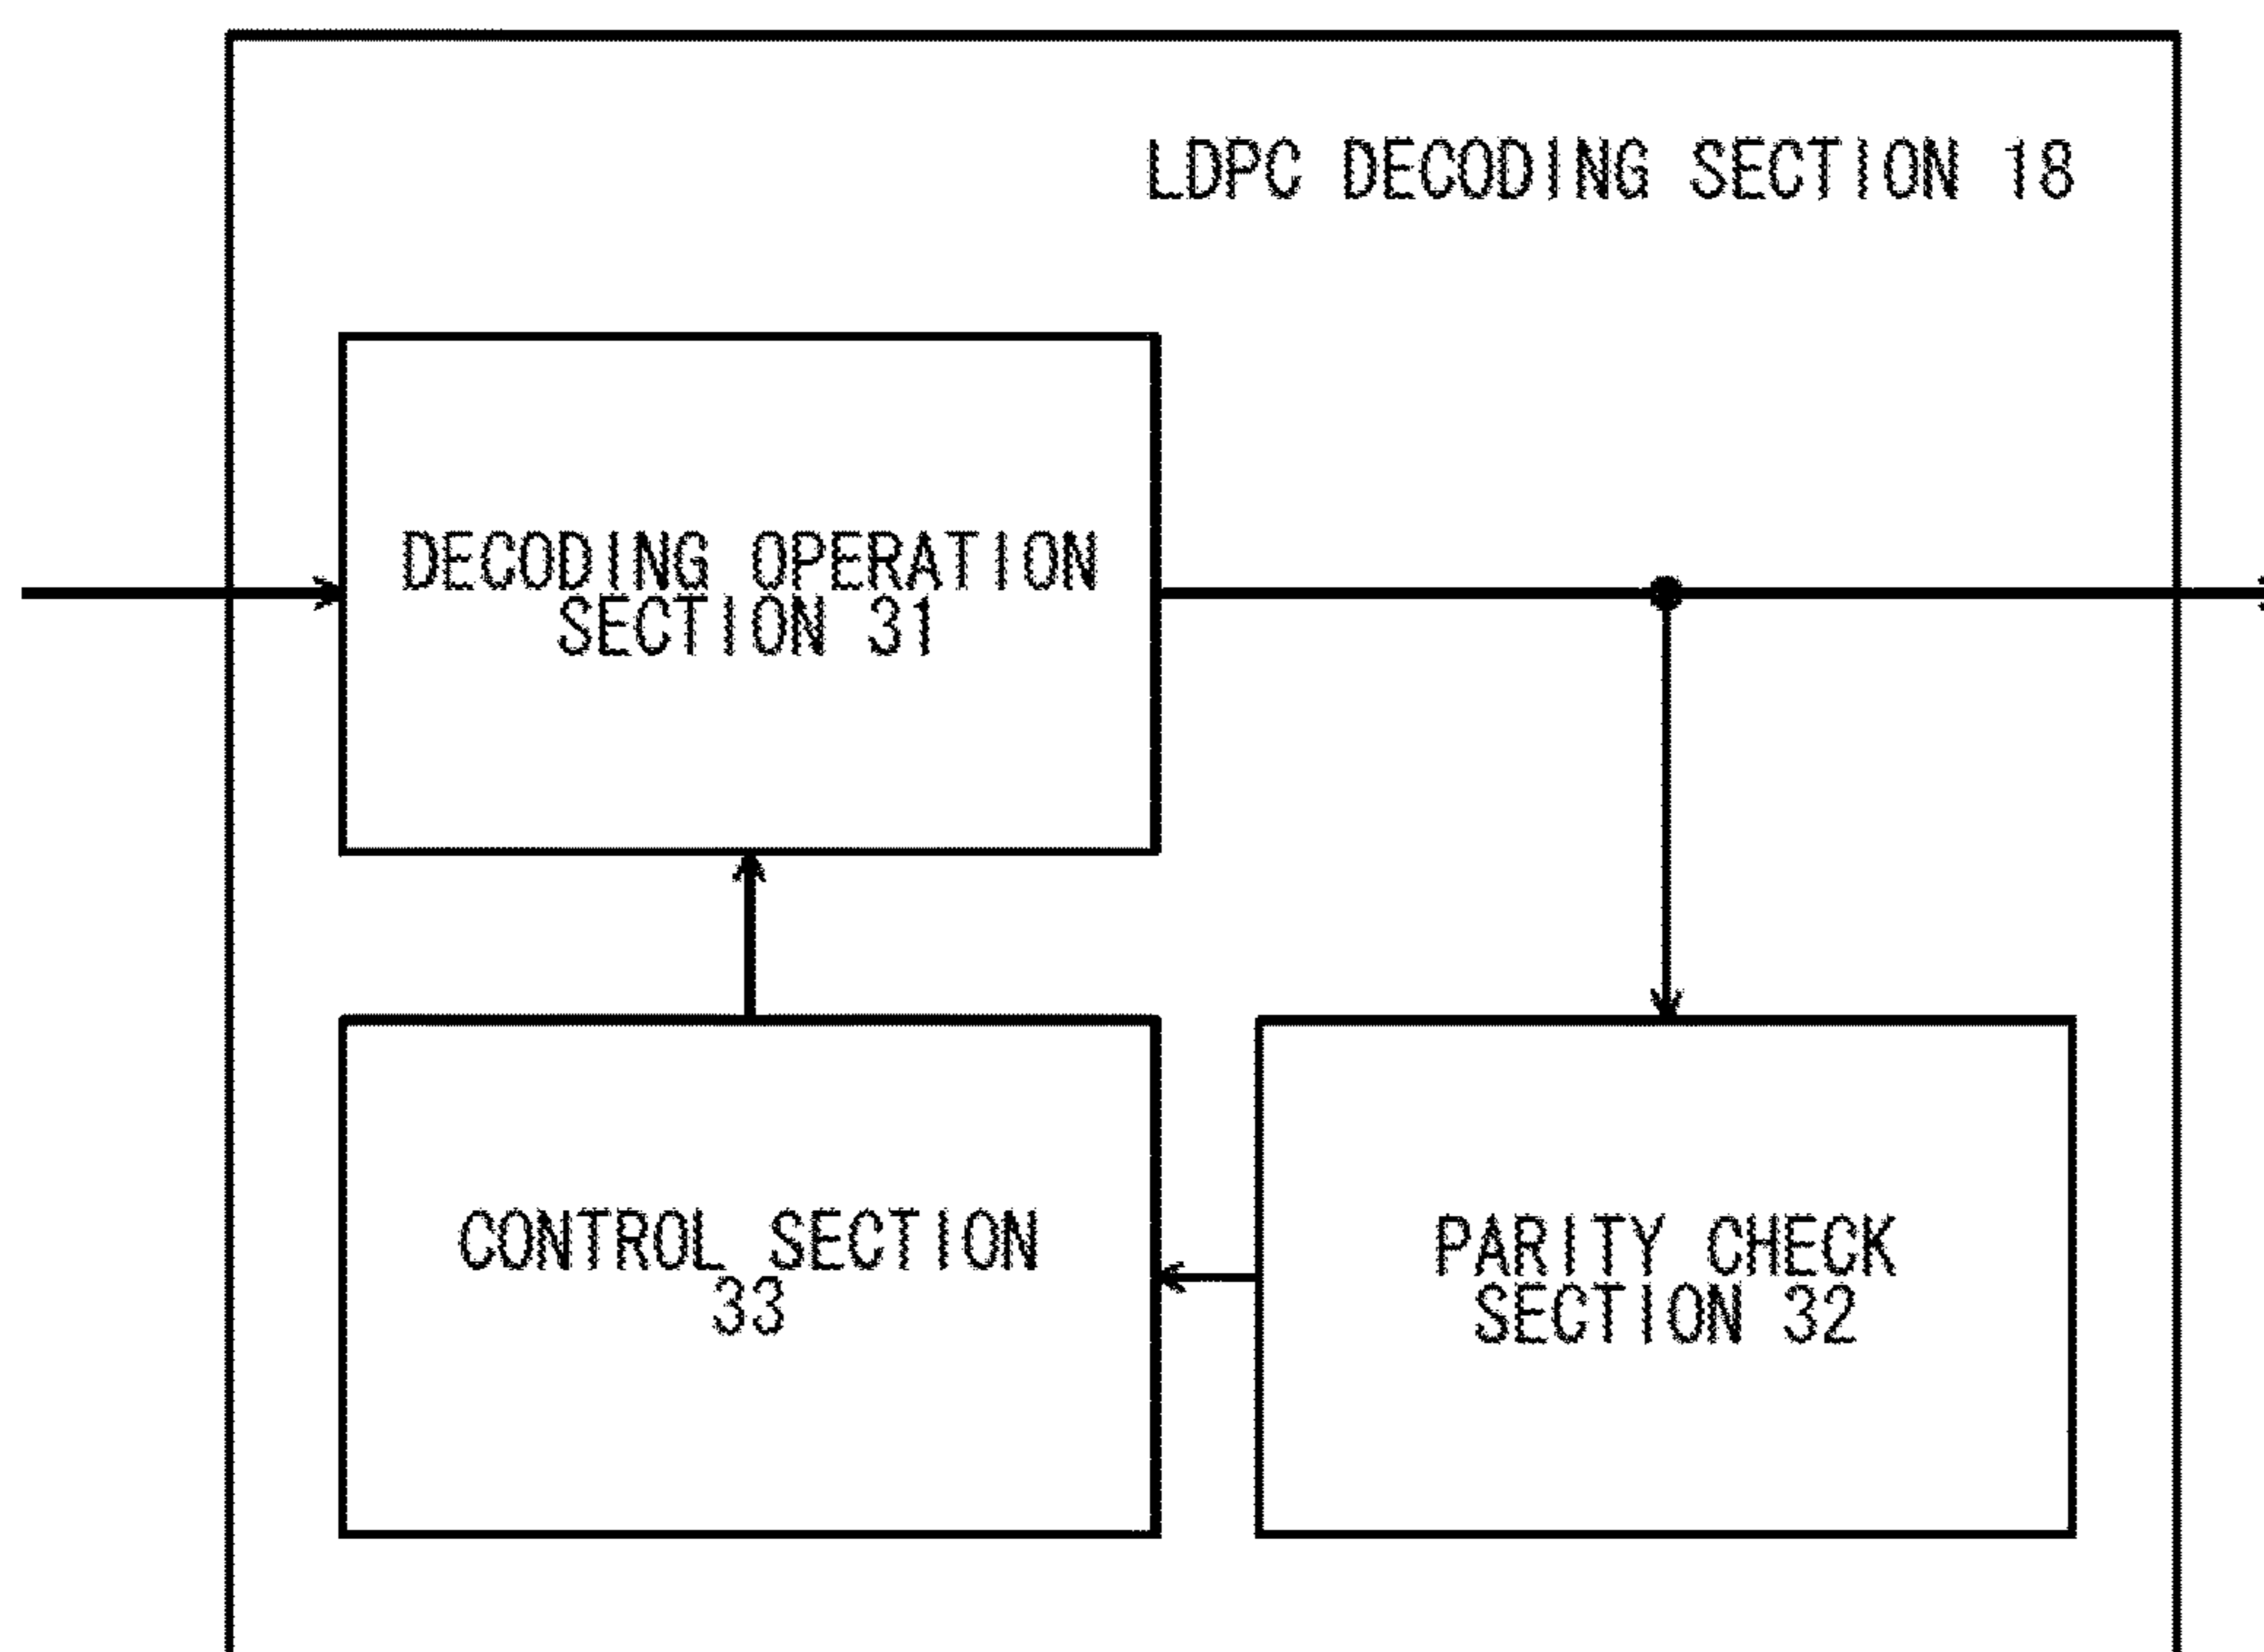 LDPC DECODING SECTION 18
DECODING OPERATION
SECTION 31
CONTROL SECTION
33
PARITY CHECK
SECTION 32